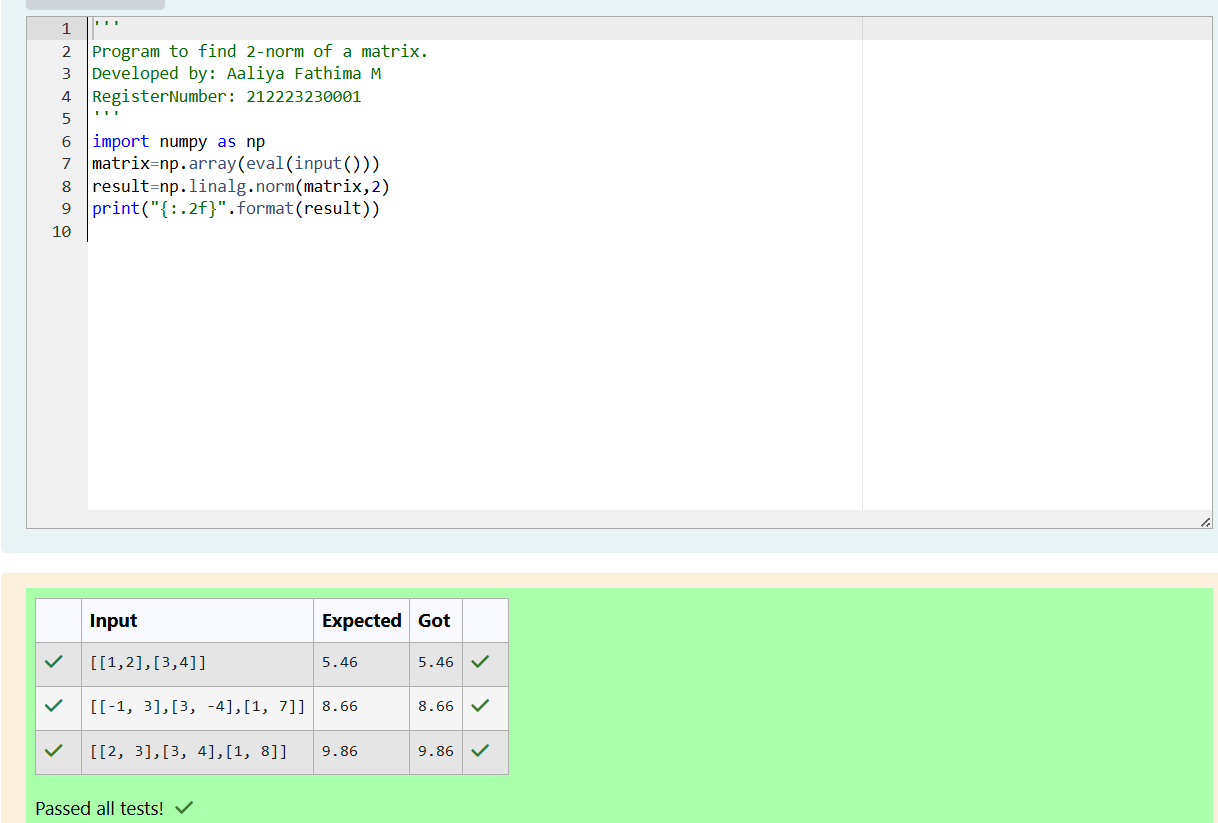 1 '''
2 Program to find 2-norm of a matrix.
3 Developed by: Aaliya Fathima M
4 RegisterNumber: 212223230001
5 '''
6 import numpy as np
7 matrix=np.array(eval(input()))
8 result=np.linalg.norm(matrix,2)
9 print("{:.2f}".format(result))
10
Input Expected Got
[[1,2],[3,4]] 5.46 5.46
[[-1, 3],[3, -4],[1, 7]] 8.66 8.66
[[2, 3],[3, 4],[1, 8]] 9.86 9.86
Passed all tests!